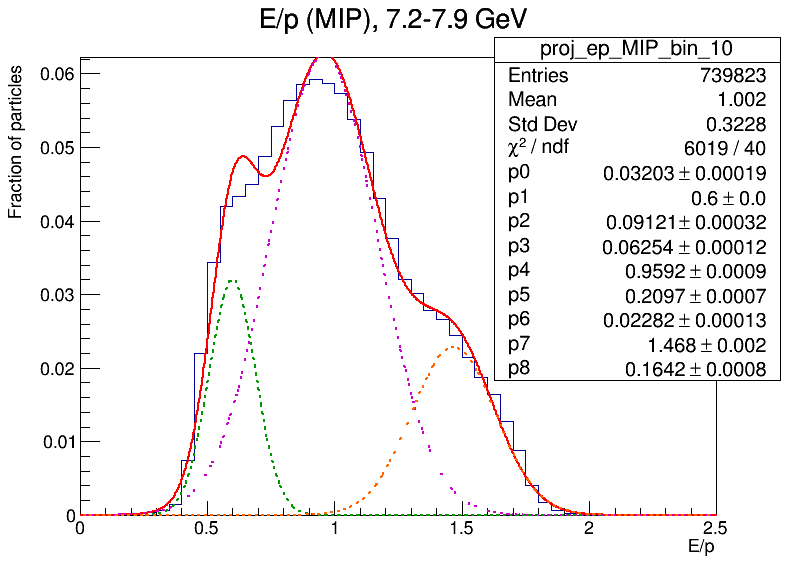 E/p (MIP), 7.2-7.9 GeV
proj_ep_MIP_bin_10
Entries 739823
Mean 1.002
Std Dev 0.3228
χ² / ndf 6019 / 40
p0 0.03203 ± 0.00019
p1 0.6 ± 0.0
p2 0.09121 ± 0.00032
p3 0.06254 ± 0.00012
p4 0.9592 ± 0.0009
p5 0.2097 ± 0.0007
p6 0.02282 ± 0.00013
p7 1.468 ± 0.002
p8 0.1642 ± 0.0008
Fraction of particles
0.06
0.05
0.04
0.03
0.02
0.01
0
0 0.5 1 1.5 2 2.5
E/p